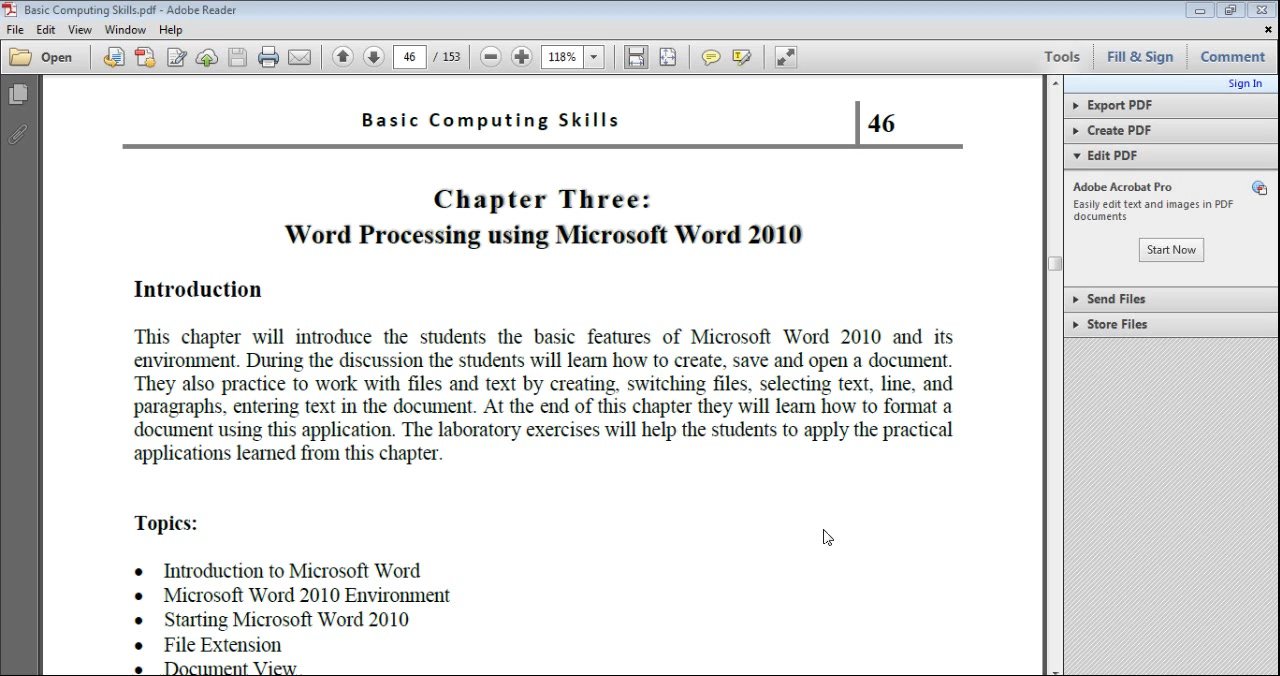 Basic Computing Skills.pdf - Adobe Reader
File Edit View Window Help
Open 46 / 153 118% Tools Fill & Sign Comment
Sign In
Export PDF
Create PDF
Edit PDF
Adobe Acrobat Pro
Easily edit text and images in PDF
documents
Start Now
Send Files
Store Files
Basic Computing Skills 46
Chapter Three:
Word Processing using Microsoft Word 2010
Introduction
This chapter will introduce the students the basic features of Microsoft Word 2010 and its
environment. During the discussion the students will learn how to create, save and open a document.
They also practice to work with files and text by creating, switching files, selecting text, line, and
paragraphs, entering text in the document. At the end of this chapter they will learn how to format a
document using this application. The laboratory exercises will help the students to apply the practical
applications learned from this chapter.
Topics:
• Introduction to Microsoft Word
• Microsoft Word 2010 Environment
• Starting Microsoft Word 2010
• File Extension
• Document View